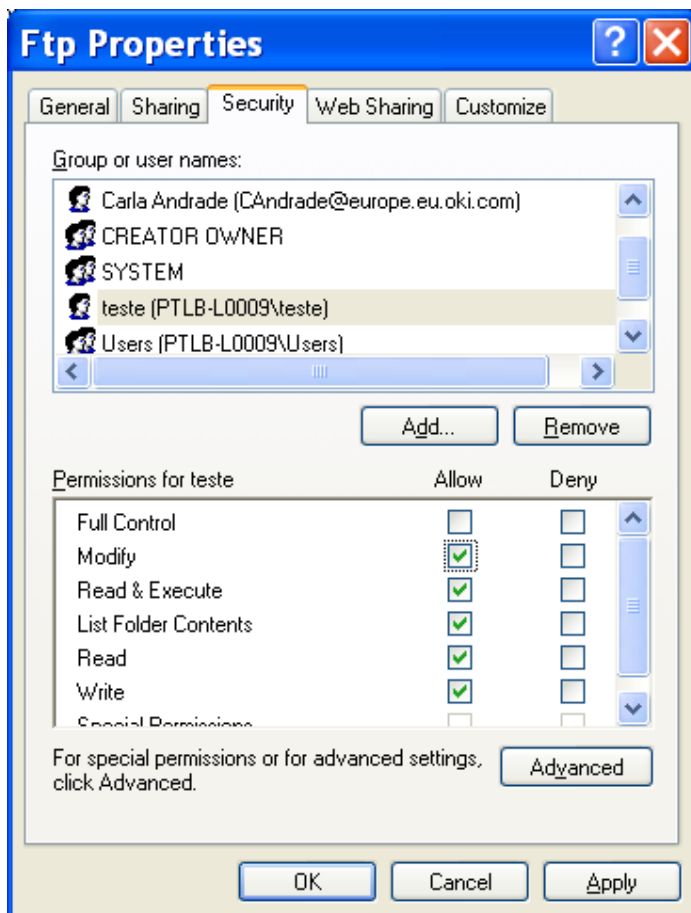 Ftp Properties
General Sharing Security Web Sharing Customize
Group or user names:
Carla Andrade (CAndrade@europe.eu.oki.com)
CREATOR OWNER
SYSTEM
teste (PTLB-L0009\teste)
Users (PTLB-L0009\Users)
Add... Remove
Permissions for teste Allow Deny
Full Control
Modify
Read & Execute
List Folder Contents
Read
Write
Special Permissions
For special permissions or for advanced settings, Advanced
click Advanced.
OK Cancel Apply